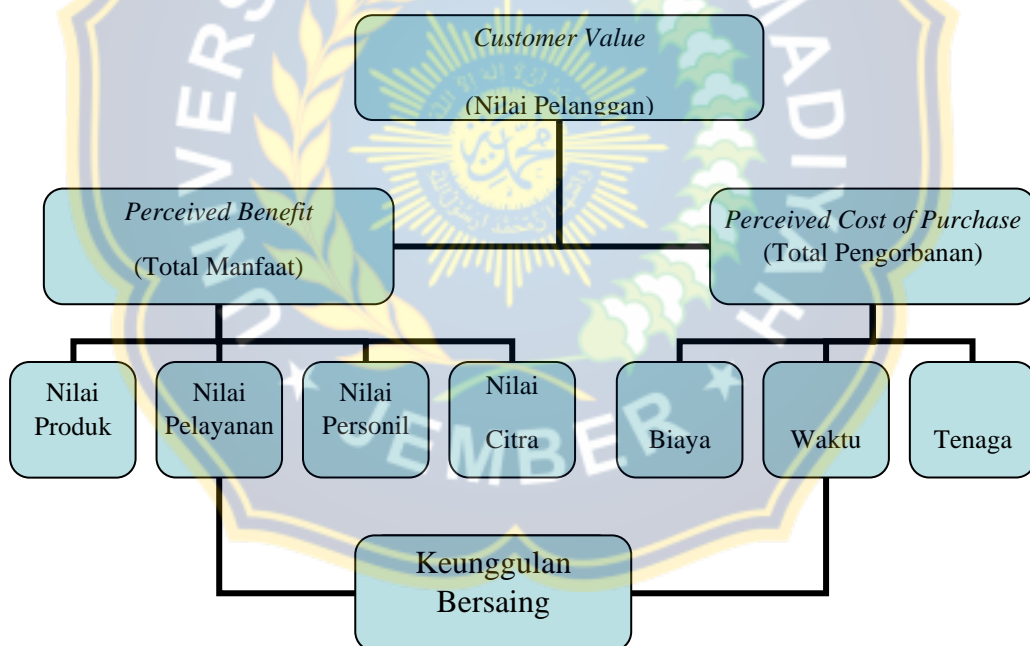 Customer Value
(Nilai Pelanggan)
Perceived Benefit
(Total Manfaat)
Perceived Cost of Purchase
(Total Pengorbanan)
Nilai
Produk
Nilai
Pelayanan
Nilai
Personil
Nilai
Citra
Biaya
Waktu
Tenaga
Keunggulan
Bersaing
JEMBER